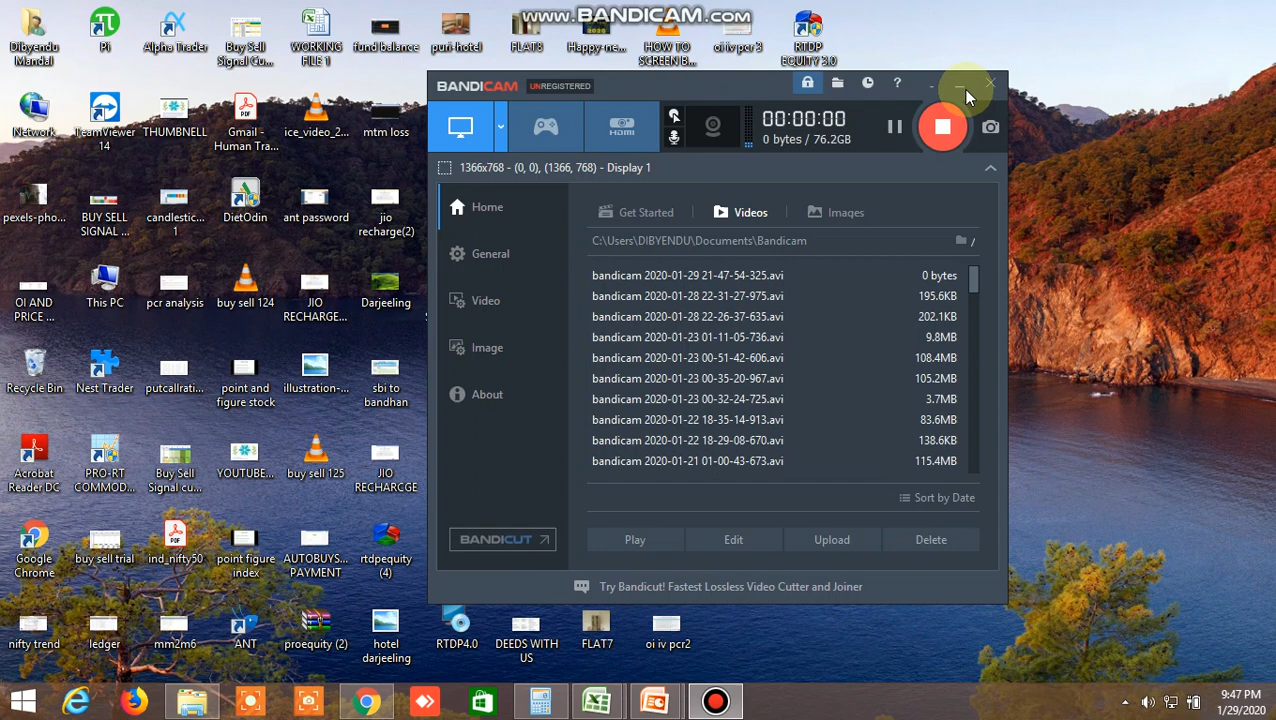 www.BANDICAM.com
Dibyendu
Mandal
Pi
Alpha Trader
Buy Sell
Signal Cu...
WORKING
FILE 1
fund balance
puri-hotel
FLAT8
Happy-ne...
HOW TO
SCREEN B...
oi iv pcr 3
RTDP
EQUITY 3.0
Network
TeamViewer
14
THUMBNELL
Gmail -
Human Tra...
ice_video_2...
mtm loss
pexels-pho...
BUY SELL
SIGNAL ...
candlestic...
1
DietOdin
ant password
jio
recharge(2)
OI AND
PRICE ...
This PC
pcr analysis
buy sell 124
JIO
RECHARGE...
Darjeeling
Recycle Bin
Nest Trader
putcallrati...
point and
figure stock
illustration-...
sbi to
bandhan
Acrobat
Reader DC
PRO-RT
COMMOD...
Buy Sell
Signal cu...
YOUTUBE...
buy sell 125
JIO
RECHARCGE
Google
Chrome
buy sell trial
ind_nifty50
point figure
index
AUTOBUYS...
PAYMENT
rtdpequity
(4)
nifty trend
ledger
mm2m6
ANT
proequity (2)
hotel
darjeeling
RTDP4.0
DEEDS WITH
US
FLAT7
oi iv pcr2
BANDICAM
UNREGISTERED
HDMI
00:00:00
0 bytes / 76.2GB
1366x768 - (0, 0), (1366, 768) - Display 1
Home
General
Video
Image
About
BANDICUT
Get Started
Videos
Images
C:\Users\DIBYENDU\Documents\Bandicam
/
bandicam 2020-01-29 21-47-54-325.avi 0 bytes
bandicam 2020-01-28 22-31-27-975.avi 195.6KB
bandicam 2020-01-28 22-26-37-635.avi 202.1KB
bandicam 2020-01-23 01-11-05-736.avi 9.8MB
bandicam 2020-01-23 00-51-42-606.avi 108.4MB
bandicam 2020-01-23 00-35-20-967.avi 105.2MB
bandicam 2020-01-23 00-32-24-725.avi 3.7MB
bandicam 2020-01-22 18-35-14-913.avi 83.6MB
bandicam 2020-01-22 18-29-08-670.avi 138.6KB
bandicam 2020-01-21 01-00-43-673.avi 115.4MB
Sort by Date
Play
Edit
Upload
Delete
Try Bandicut! Fastest Lossless Video Cutter and Joiner
9:47 PM
1/29/2020